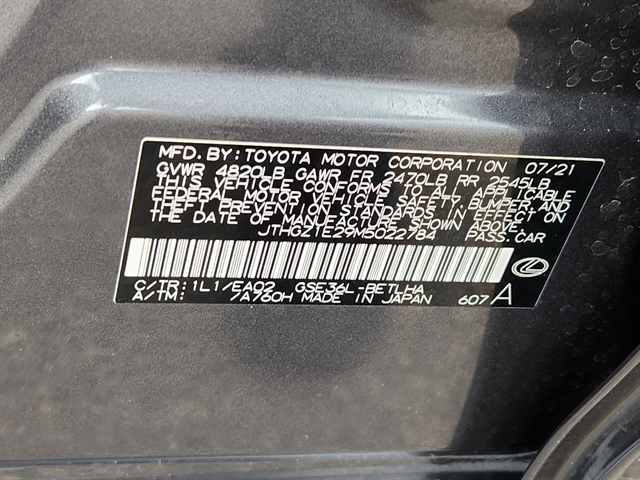 MFD. BY: TOYOTA MOTOR CORPORATION 07/21
GVWR 4820LB GAWR FR 2470LB RR 2545LB
THIS VEHICLE CONFORMS TO ALL APPLICABLE
FEDERAL MOTOR VEHICLE SAFETY, BUMPER, AND
THEFT PREVENTION STANDARDS IN EFFECT ON
THE DATE OF MANUFACTURE SHOWN ABOVE.
JTHGZ1E29M5022784 PASS. CAR
C/TR: 1L1/EA02 GSE36L-BETLHA
A/TM: /A760H MADE IN JAPAN 607 A